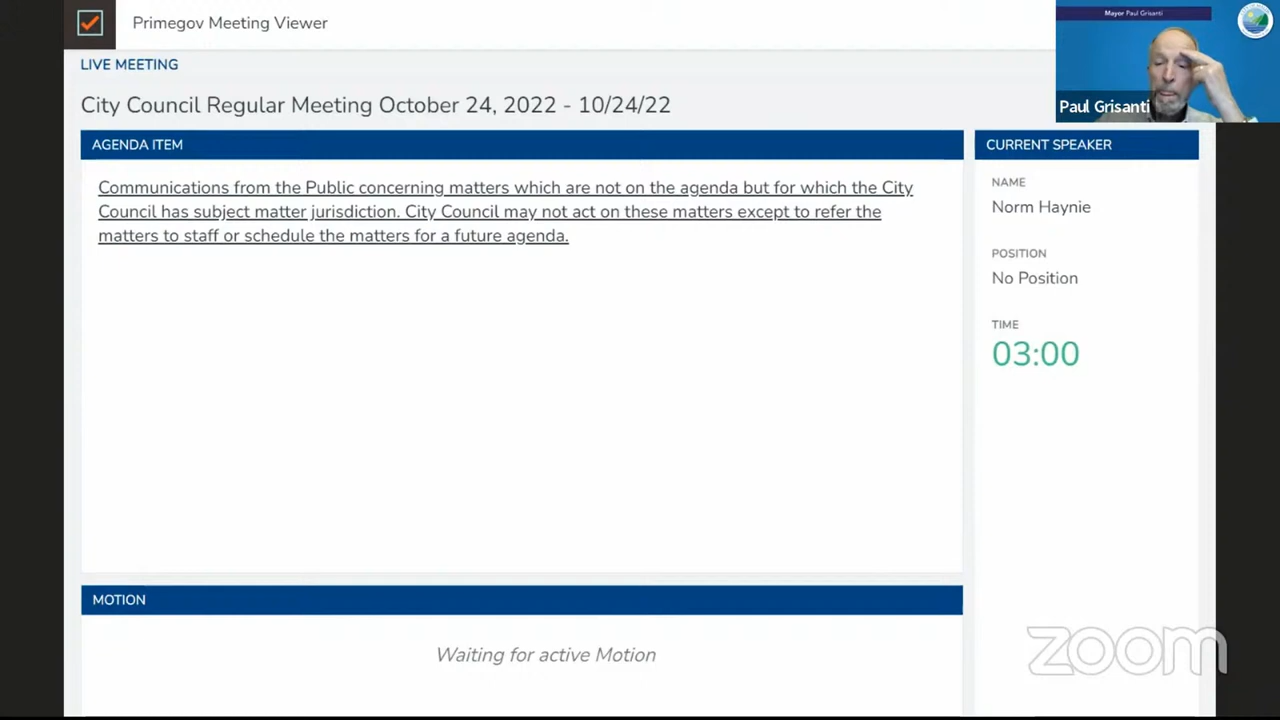 Primegov Meeting Viewer
Mayor Paul Grisanti
Paul Grisanti
LIVE MEETING
City Council Regular Meeting October 24, 2022 - 10/24/22
AGENDA ITEM
Communications from the Public concerning matters which are not on the agenda but for which the City
Council has subject matter jurisdiction. City Council may not act on these matters except to refer the
matters to staff or schedule the matters for a future agenda.
CURRENT SPEAKER
NAME
Norm Haynie
POSITION
No Position
TIME
03:00
MOTION
Waiting for active Motion
zoom